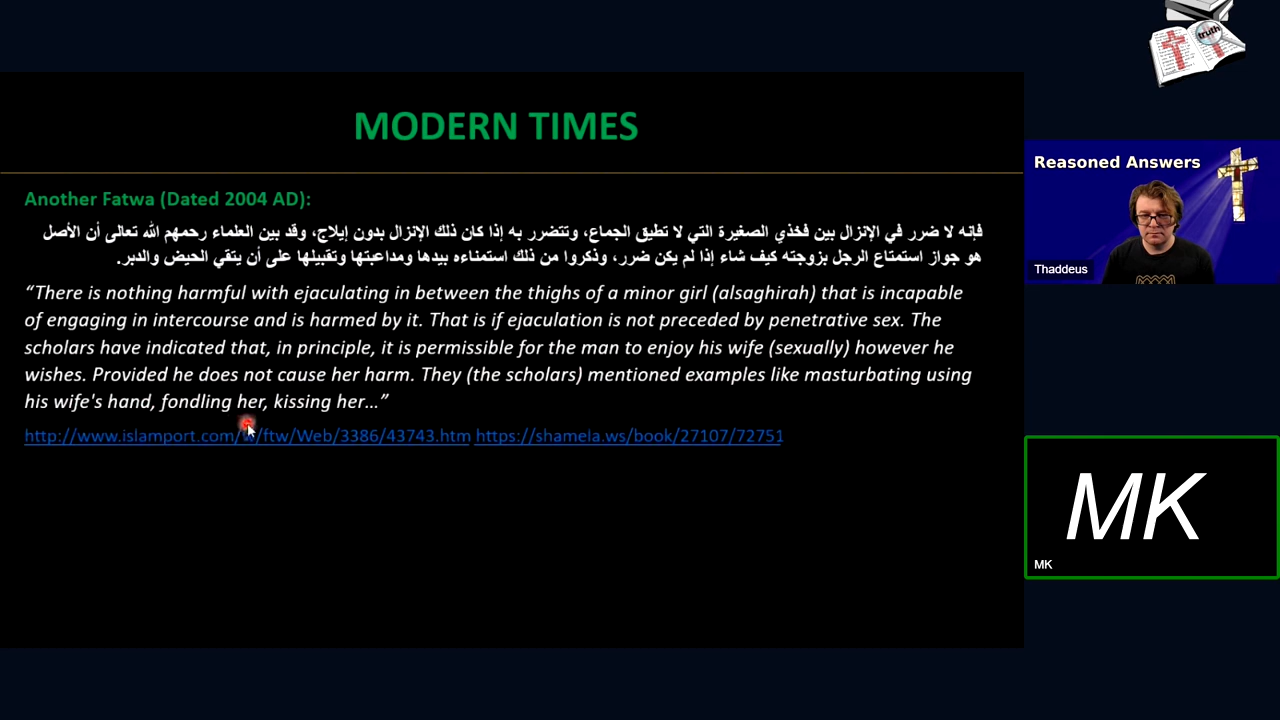 truth
MODERN TIMES
Another Fatwa (Dated 2004 AD):
فإنه لا ضرر في الإنزال بين فخذي الصغيرة التي لا تطيق الجماع، وتتضرر به إذا كان ذلك الإنزال بدون إيلاج، وقد بين العلماء رحمهم الله تعالى أن الأصل
هو جواز استمتاع الرجل بزوجته كيف شاء إذا لم يكن ضرر، وذكروا من ذلك استمناءه بيدها ومداعبتها وتقبيلها على أن يتقي الحيض والدبر.
“There is nothing harmful with ejaculating in between the thighs of a minor girl (alsaghirah) that is incapable
of engaging in intercourse and is harmed by it. That is if ejaculation is not preceded by penetrative sex. The
scholars have indicated that, in principle, it is permissible for the man to enjoy his wife (sexually) however he
wishes. Provided he does not cause her harm. They (the scholars) mentioned examples like masturbating using
his wife's hand, fondling her, kissing her…”
http://www.islamport.com/w/ftw/Web/3386/43743.htm https://shamela.ws/book/27107/72751
Reasoned Answers
Thaddeus
MK
MK